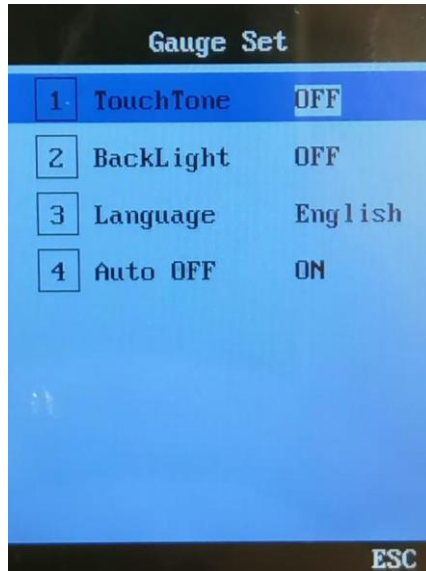 Gauge Set
1 TouchTone OFF
2 BackLight OFF
3 Language English
4 Auto OFF ON
ESC